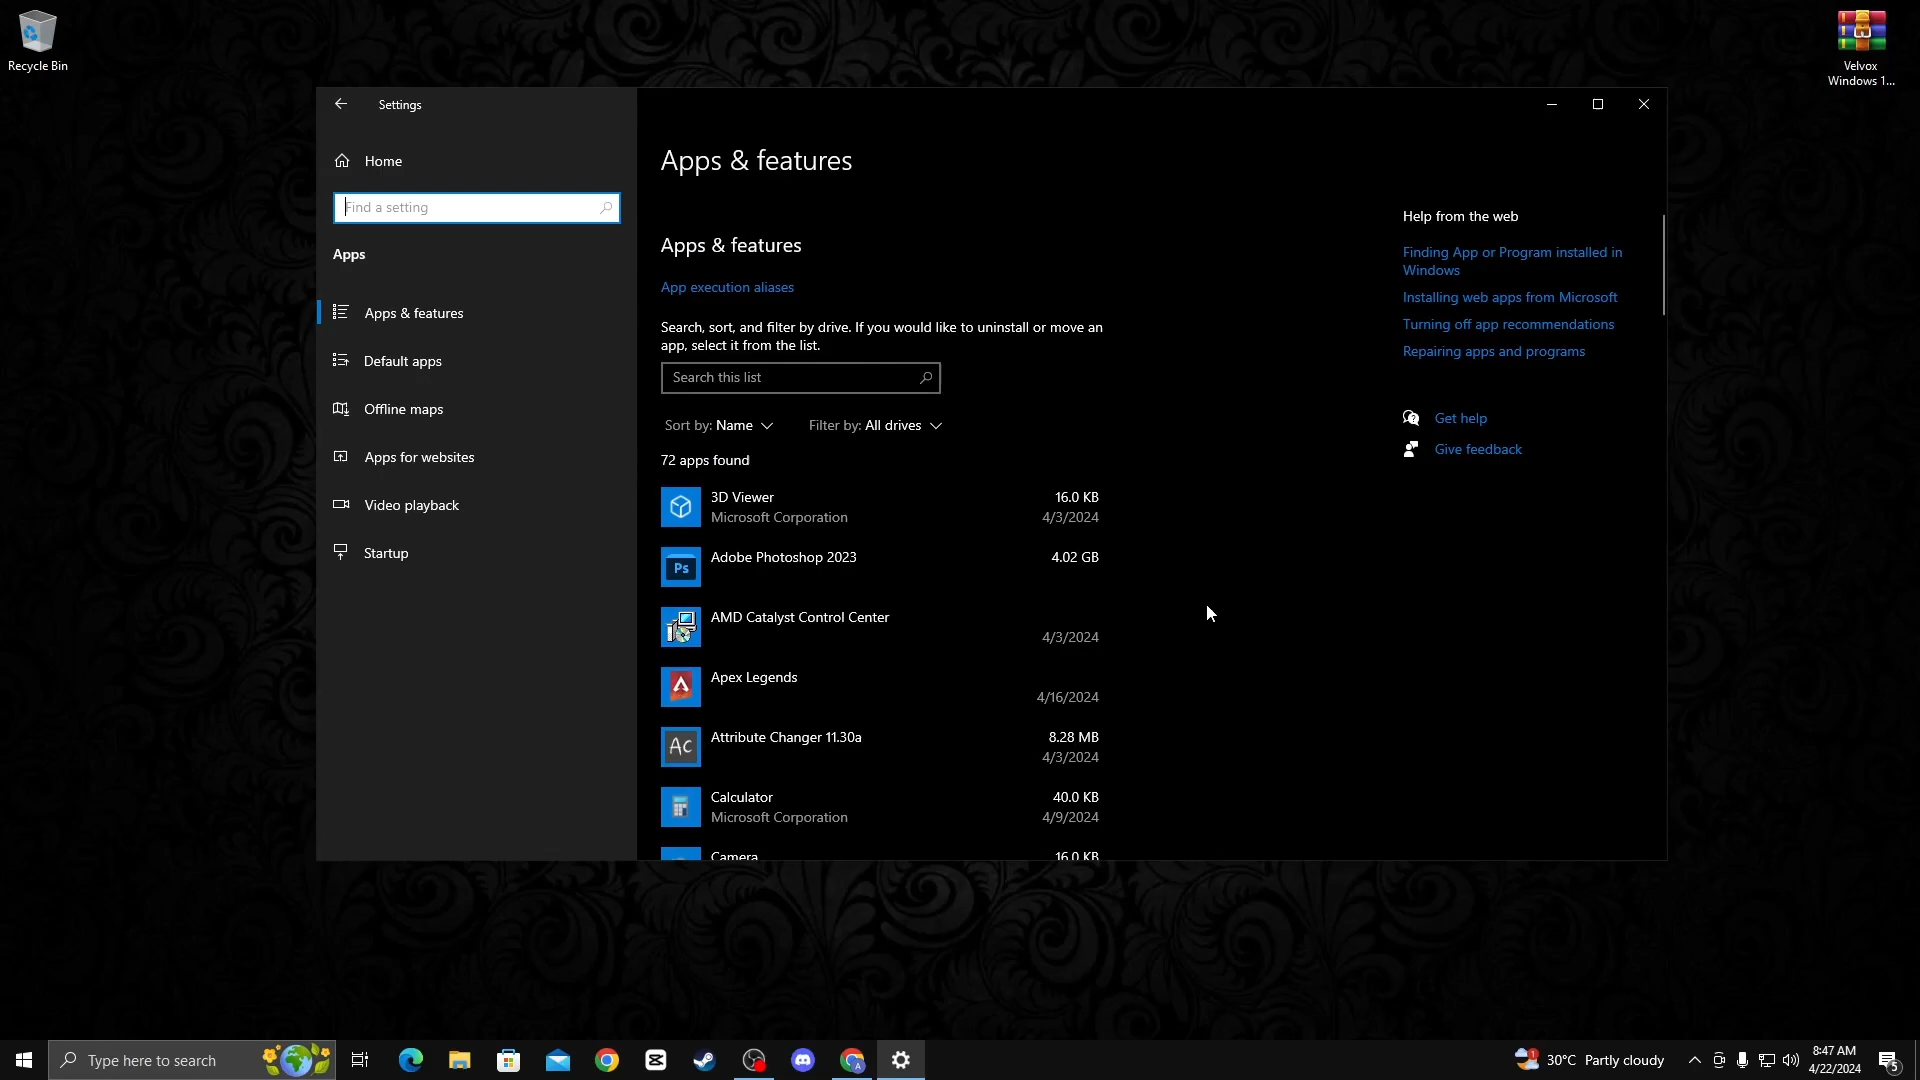 Recycle Bin
Velvox
Windows 1...
Settings
Home
Find a setting
Apps
Apps & features
Default apps
Offline maps
Apps for websites
Video playback
Startup
Apps & features
Apps & features
App execution aliases
Search, sort, and filter by drive. If you would like to uninstall or move an
app, select it from the list.
Search this list
Sort by: Name
Filter by: All drives
72 apps found
3D Viewer
16.0 KB
Microsoft Corporation
4/3/2024
Ps
Adobe Photoshop 2023
4.02 GB
AMD Catalyst Control Center
4/3/2024
Apex Legends
4/16/2024
Ac
Attribute Changer 11.30a
8.28 MB
4/3/2024
Calculator
40.0 KB
Microsoft Corporation
4/9/2024
Camera
16.0 KB
Help from the web
Finding App or Program installed in
Windows
Installing web apps from Microsoft
Turning off app recommendations
Repairing apps and programs
Get help
Give feedback
Type here to search
A
1
30°C Partly cloudy
8:47 AM
4/22/2024
5